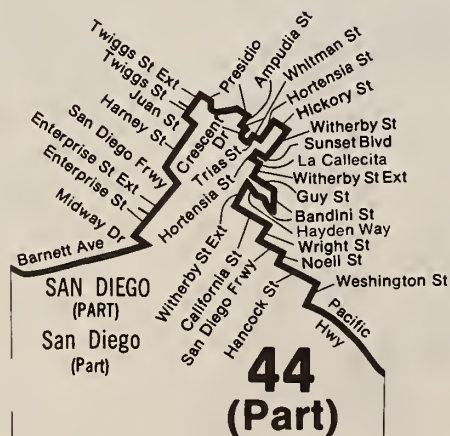 Twiggs St Ext
Twiggs St
Juan St
Harney St
San Diego Frwy
Enterprise St Ext
Enterprise St
Midway Dr
Barnett Ave
Presidio
Ampudia St
Whitman St
Hortensia St
Hickory St
Crescent Dr
Trias St
Hortensia St
Witherby St
Sunset Blvd
La Callecita
Witherby St Ext
Guy St
Bandini St
Hayden Way
Wright St
Noell St
Weshington St
Pacific Hwy
Witherby St Ext
California St
San Diego Frwy
Hancock St
SAN DIEGO
(PART)
San Diego
(Part)
44
(Part)